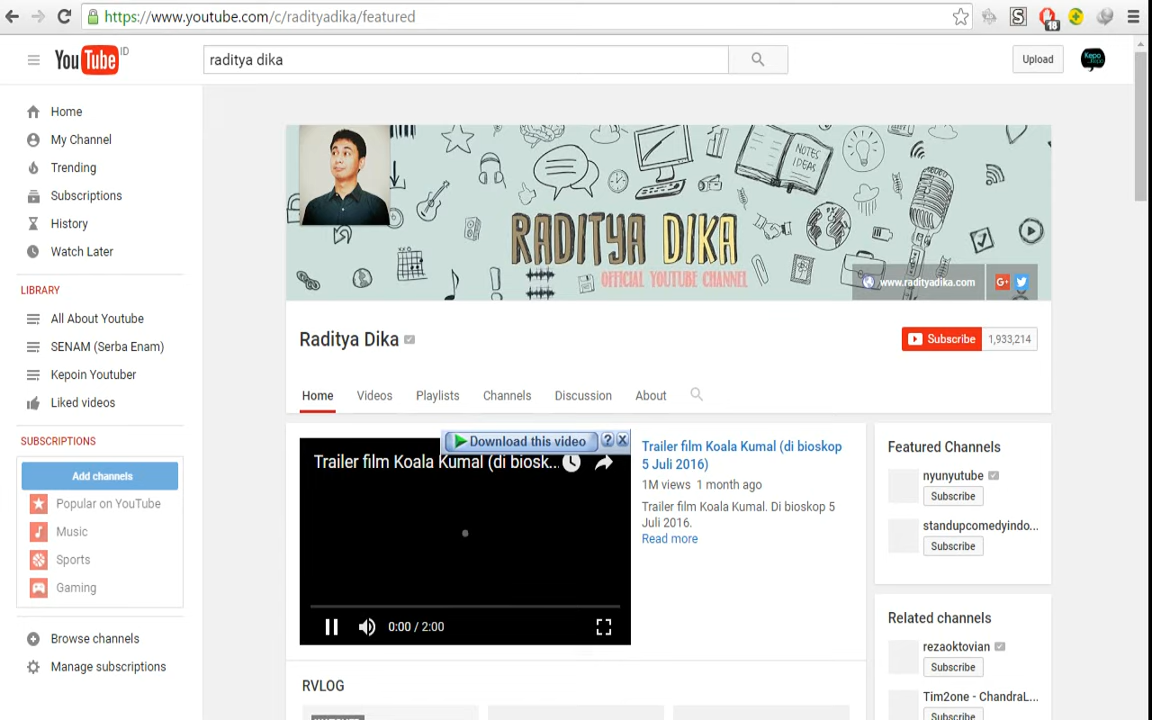 https://www.youtube.com/c/radityadika/featured
18
YouTube ID
raditya dika
Upload
Kepo
Home
My Channel
Trending
Subscriptions
History
Watch Later
LIBRARY
All About Youtube
SENAM (Serba Enam)
Kepoin Youtuber
Liked videos
SUBSCRIPTIONS
Add channels
Popular on YouTube
Music
Sports
Gaming
Browse channels
Manage subscriptions
NOTES
IDEAS
RADITYA DIKA
OFFICIAL YOUTUBE CHANNEL
www.radityadika.com
G+
Raditya Dika
Subscribe 1,933,214
Home Videos Playlists Channels Discussion About
Download this video ? X
Trailer film Koala Kumal (di biosk...
0:00 / 2:00
Trailer film Koala Kumal (di bioskop
5 Juli 2016)
1M views 1 month ago
Trailer film Koala Kumal. Di bioskop 5
Juli 2016.
Read more
RVLOG
Featured Channels
nyunyutube
Subscribe
standupcomedyindo...
Subscribe
Related channels
rezaoktovian
Subscribe
Tim2one - ChandraL...
Subscribe